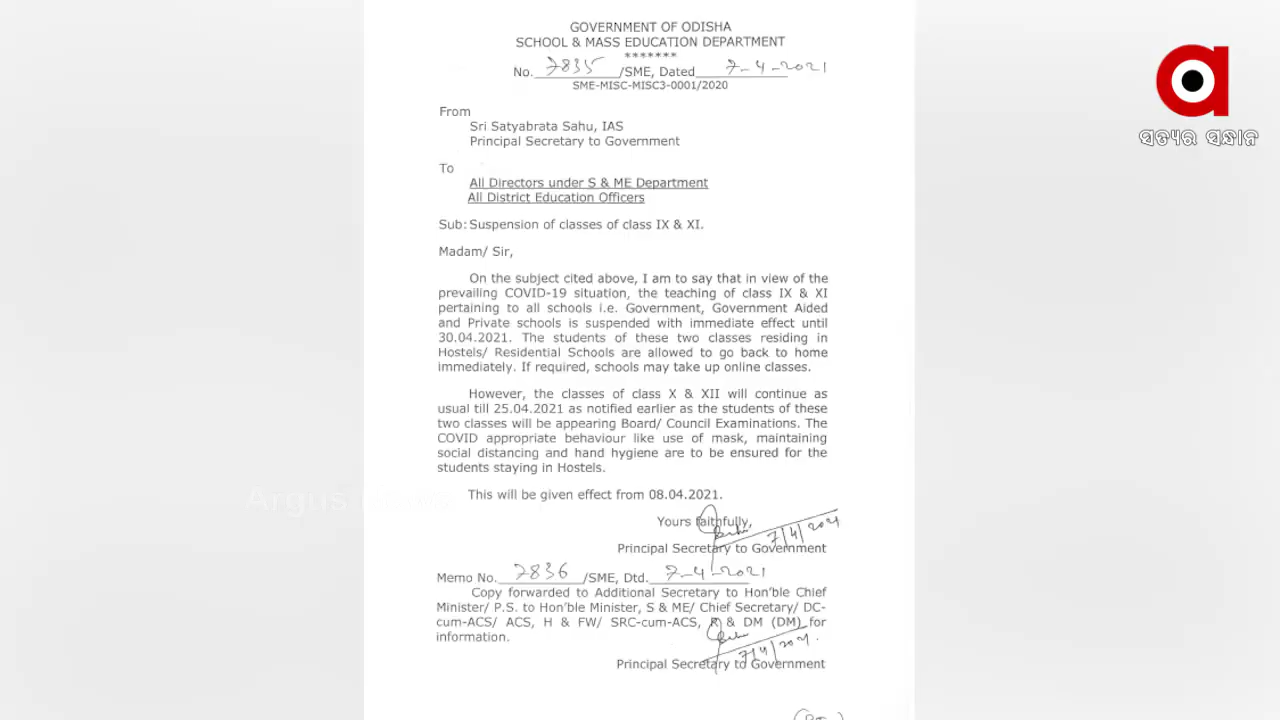 GOVERNMENT OF ODISHA
SCHOOL & MASS EDUCATION DEPARTMENT
*******
No. 7835 /SME, Dated 7-4-2021
SME-MISC-MISC3-0001/2020
From
Sri Satyabrata Sahu, IAS
Principal Secretary to Government
To
All Directors under S & ME Department
All District Education Officers
Sub: Suspension of classes of class IX & XI.
Madam/ Sir,
On the subject cited above, I am to say that in view of the
prevailing COVID-19 situation, the teaching of class IX & XI
pertaining to all schools i.e. Government, Government Aided
and Private schools is suspended with immediate effect until
30.04.2021. The students of these two classes residing in
Hostels/ Residential Schools are allowed to go back to home
immediately. If required, schools may take up online classes.
However, the classes of class X & XII will continue as
usual till 25.04.2021 as notified earlier as the students of these
two classes will be appearing Board/ Council Examinations. The
COVID appropriate behaviour like use of mask, maintaining
social distancing and hand hygiene are to be ensured for the
students staying in Hostels.
This will be given effect from 08.04.2021.
Yours faithfully,
7/4/2021
Principal Secretary to Government
Memo No. 7836 /SME, Dtd. 7-4-2021
Copy forwarded to Additional Secretary to Hon'ble Chief
Minister/ P.S. to Hon'ble Minister, S & ME/ Chief Secretary/ DC-
cum-ACS/ ACS, H & FW/ SRC-cum-ACS, R & DM (DM) for
information.
7/4/2021.
Principal Secretary to Government
a
ସତ୍ୟର ସନ୍ଧାନ
Argus